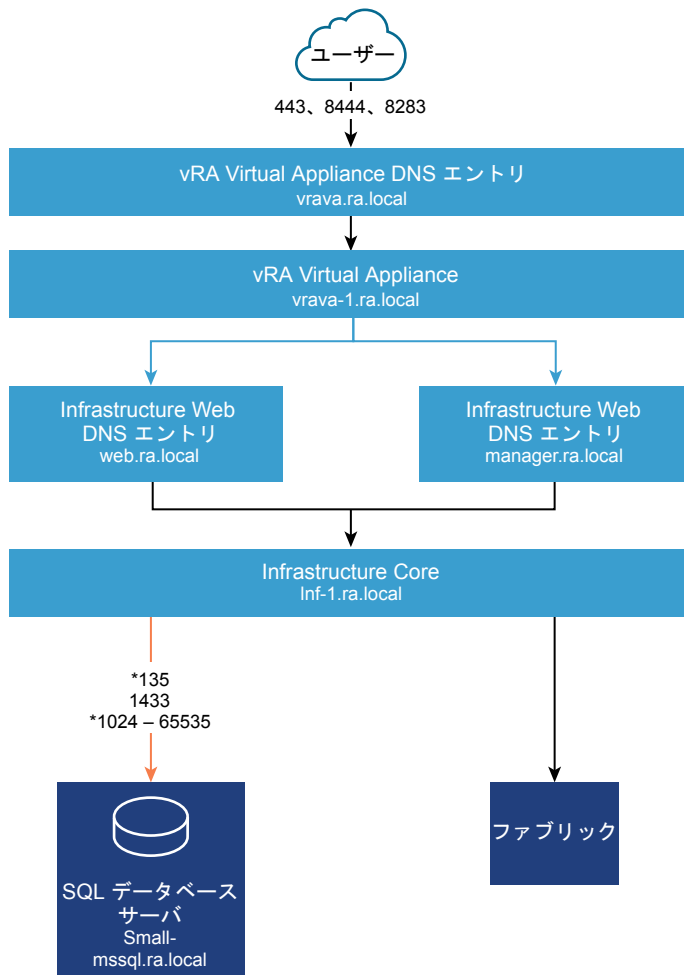 ユーザー
443、8444、8283
vRA Virtual Appliance DNS エントリ
vrava.ra.local
vRA Virtual Appliance
vrava-1.ra.local
Infrastructure Web
DNS エントリ
web.ra.local
Infrastructure Web
DNS エントリ
manager.ra.local
Infrastructure Core
Inf-1.ra.local
*135
1433
*1024 – 65535
SQL データベース
サーバ
Small-
mssql.ra.local
ファブリック